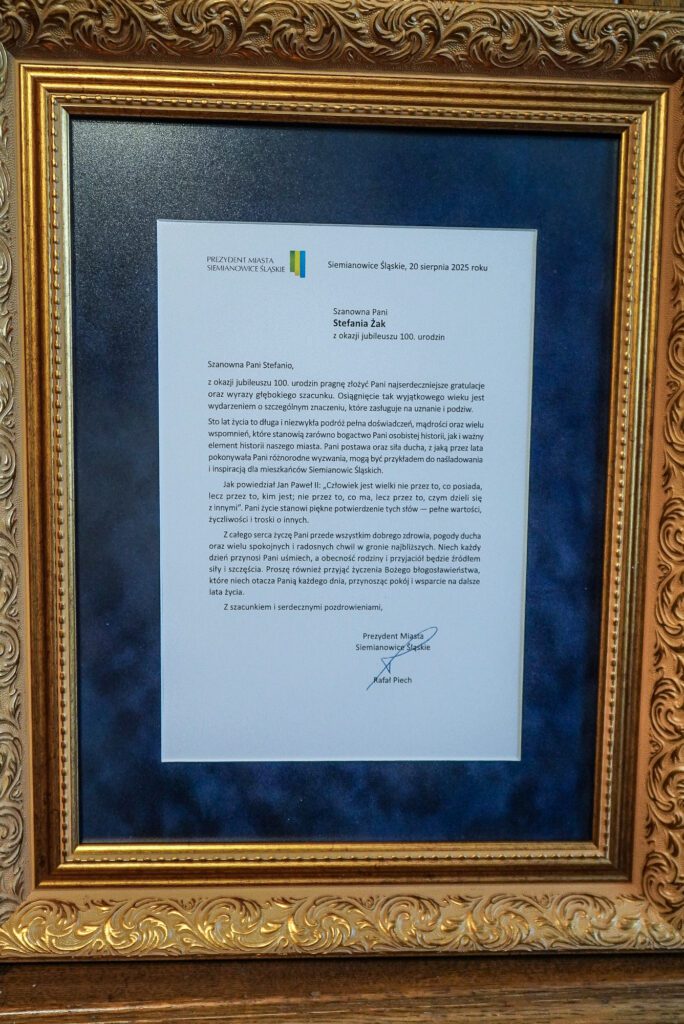 PREZYDENT MIASTA
SIEMIANOWICE ŚLĄSKIE
Siemianowice Śląskie, 20 sierpnia 2025 roku
Szanowna Pani
Stefania Żak
z okazji jubileuszu 100. urodzin
Szanowna Pani Stefanio,
z okazji jubileuszu 100. urodzin pragnę złożyć Pani najserdeczniejsze gratulacje
oraz wyrazy głębokiego szacunku. Osiągnięcie tak wyjątkowego wieku jest
wydarzeniem o szczególnym znaczeniu, które zasługuje na uznanie i podziw.
Sto lat życia to długa i niezwykła podróż pełna doświadczeń, mądrości oraz wielu
wspomnień, które stanowią zarówno bogactwo Pani osobistej historii, jak i ważny
element historii naszego miasta. Pani postawa oraz siła ducha, z jaką przez lata
pokonywała Pani różnorodne wyzwania, mogą być przykładem do naśladowania
i inspiracją dla mieszkańców Siemianowic Śląskich.
Jak powiedział Jan Paweł II: „Człowiek jest wielki nie przez to, co posiada,
lecz przez to, kim jest; nie przez to, co ma, lecz przez to, czym dzieli się
z innymi”. Pani życie stanowi piękne potwierdzenie tych słów — pełne wartości,
życzliwości i troski o innych.
Z całego serca życzę Pani przede wszystkim dobrego zdrowia, pogody ducha
oraz wielu spokojnych i radosnych chwil w gronie najbliższych. Niech każdy
dzień przynosi Pani uśmiech, a obecność rodziny i przyjaciół będzie źródłem
siły i szczęścia. Proszę również przyjąć życzenia Bożego błogosławieństwa,
które niech otacza Panią każdego dnia, przynosząc pokój i wsparcie na dalsze
lata życia.
Z szacunkiem i serdecznymi pozdrowieniami,
Prezydent Miasta
Siemianowice Śląskie
Rafał Piech